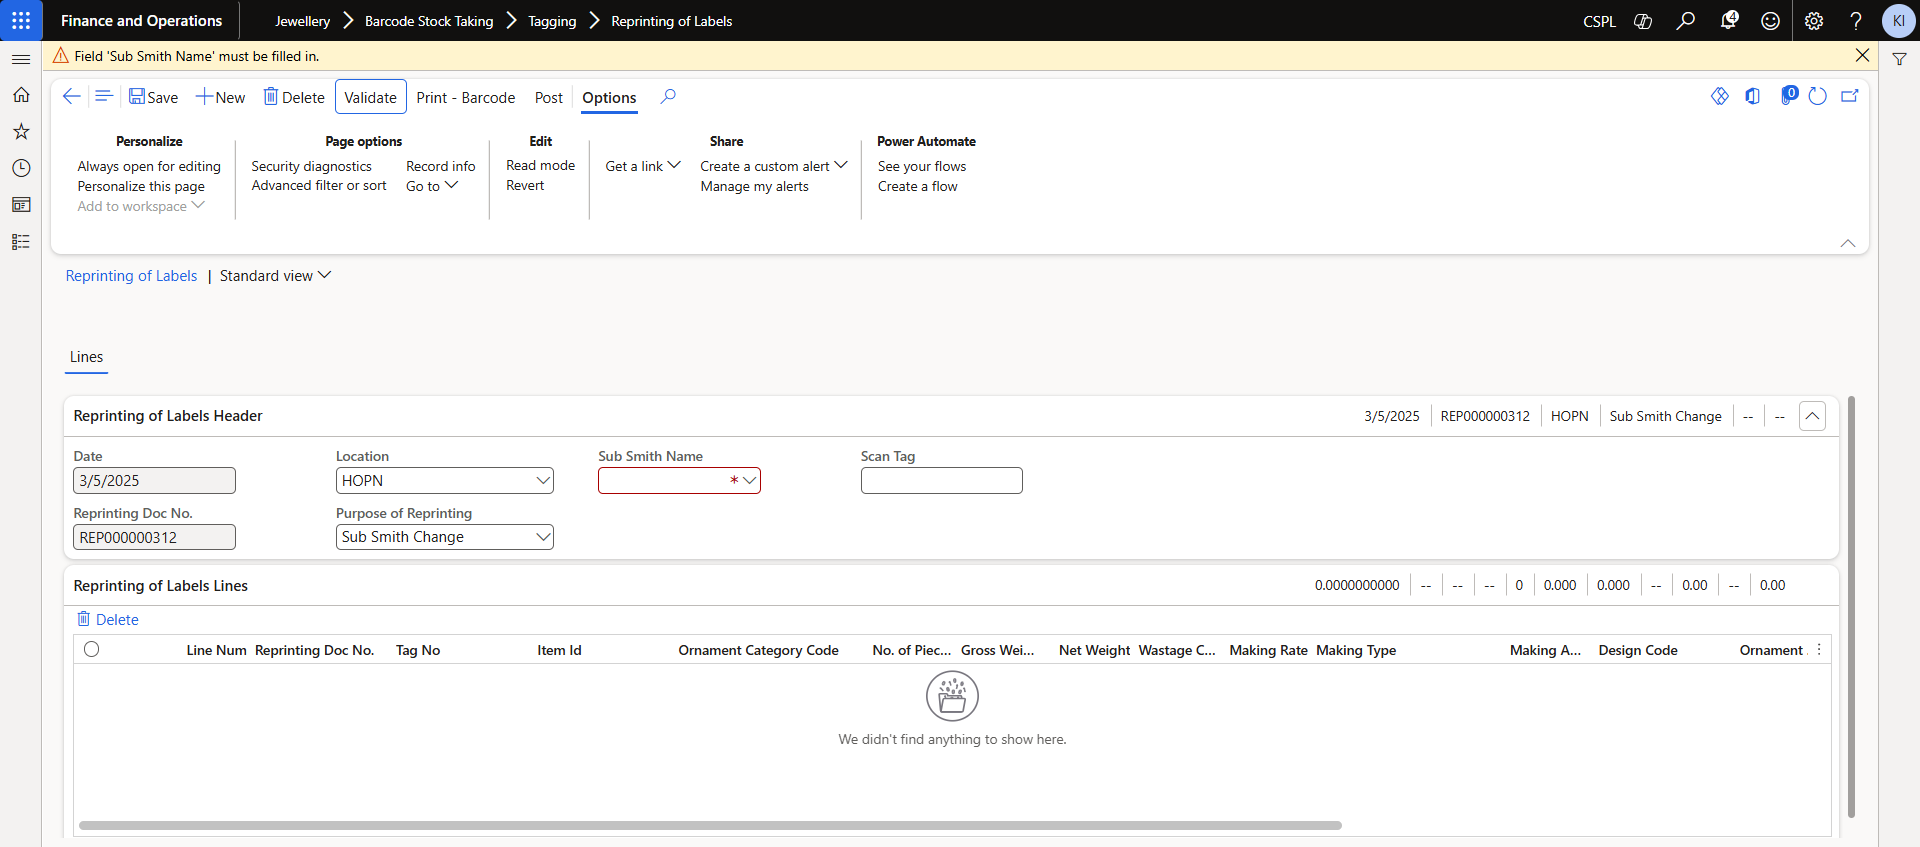 Finance and Operations
Jewellery
Barcode Stock Taking
Tagging
Reprinting of Labels
CSPL
4
KI
Field 'Sub Smith Name' must be filled in.
Save
New
Delete
Validate
Print - Barcode
Post
Options
0
Personalize
Always open for editing
Personalize this page
Add to workspace
Page options
Security diagnostics
Advanced filter or sort
Record info
Go to
Edit
Read mode
Revert
Share
Get a link
Create a custom alert
Manage my alerts
Power Automate
See your flows
Create a flow
Reprinting of Labels | Standard view
Lines
Reprinting of Labels Header
3/5/2025
REP000000312
HOPN
Sub Smith Change
--
--
Date
3/5/2025
Location
HOPN
Sub Smith Name
*
Scan Tag
Reprinting Doc No.
REP000000312
Purpose of Reprinting
Sub Smith Change
Reprinting of Labels Lines
0.0000000000
--
--
--
0
0.000
0.000
--
0.00
--
0.00
Delete
Line Num
Reprinting Doc No.
Tag No
Item Id
Ornament Category Code
No. of Piec...
Gross Wei...
Net Weight
Wastage C...
Making Rate
Making Type
Making A...
Design Code
Ornament
We didn't find anything to show here.